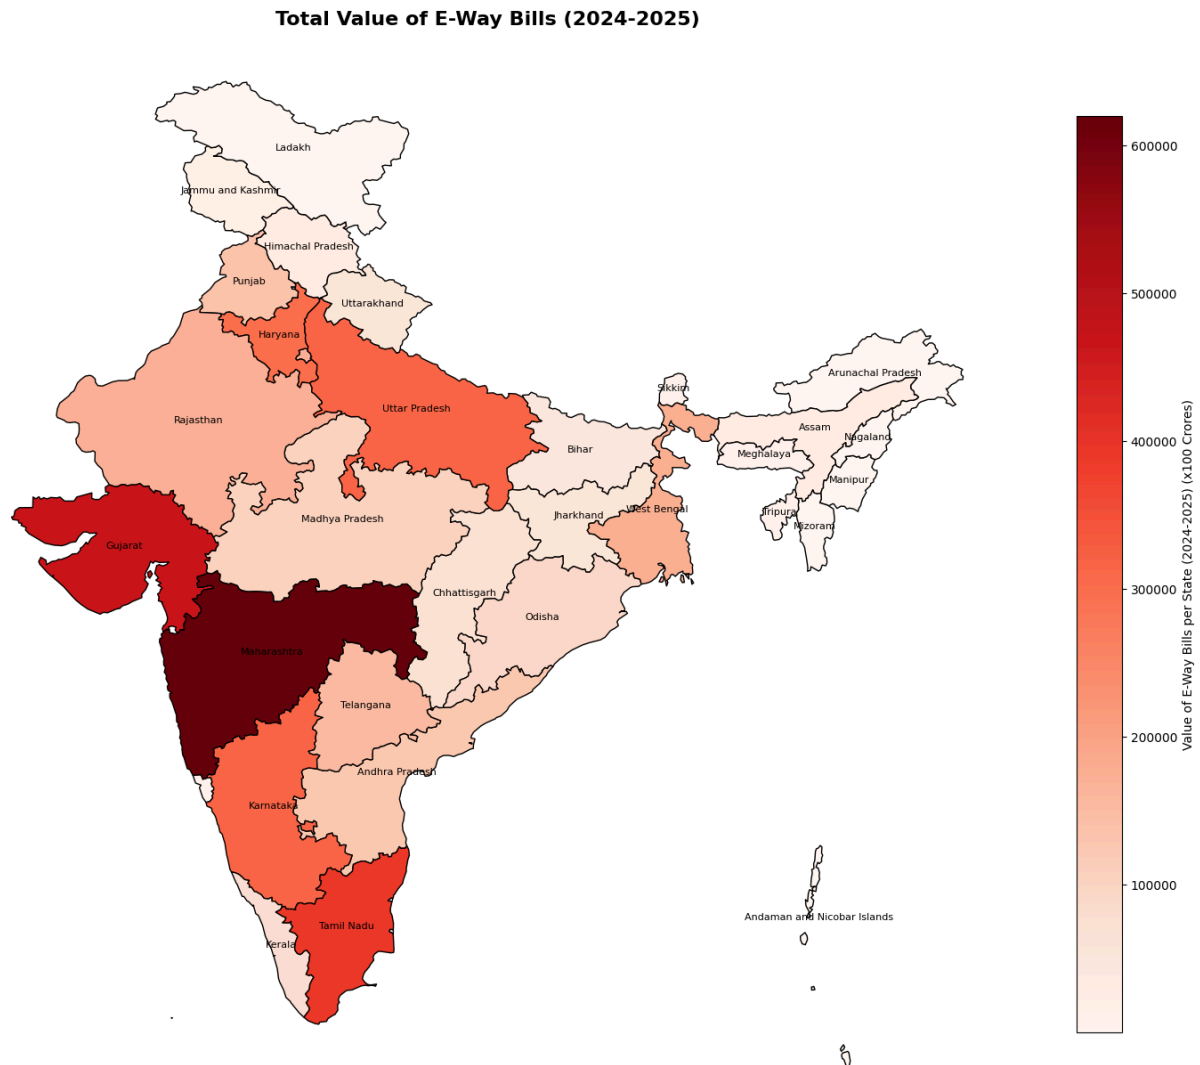 Total Value of E-Way Bills (2024-2025)
Ladakh
Jammu and Kashmir
Himachal Pradesh
Punjab
Uttarakhand
Haryana
Arunachal Pradesh
Sikkim
Uttar Pradesh
Rajasthan
Assam
Nagaland
Bihar
Meghalaya
Manipur
West Bengal
Tripura
Jharkhand
Madhya Pradesh
Mizoram
Gujarat
Chhattisgarh
Odisha
Maharashtra
Telangana
Andhra Pradesh
Karnataka
Andaman and Nicobar Islands
Tamil Nadu
Kerala
600000
500000
400000
300000
200000
100000
Value of E-Way Bills per State (2024-2025) (x100 Crores)